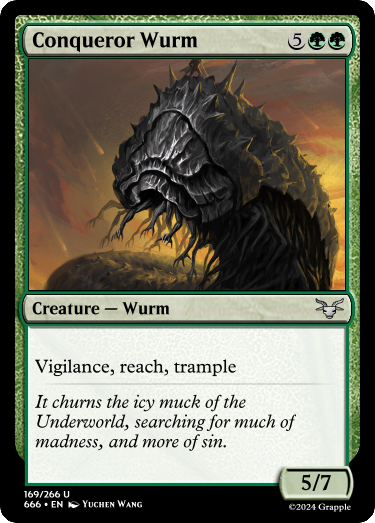 Conqueror Wurm 5
Creature — Wurm
Vigilance, reach, trample
It churns the icy muck of the
Underworld, searching for much of
madness, and more of sin.
5/7
169/266 U
666 • EN Yuchen Wang
©2024 Grapple